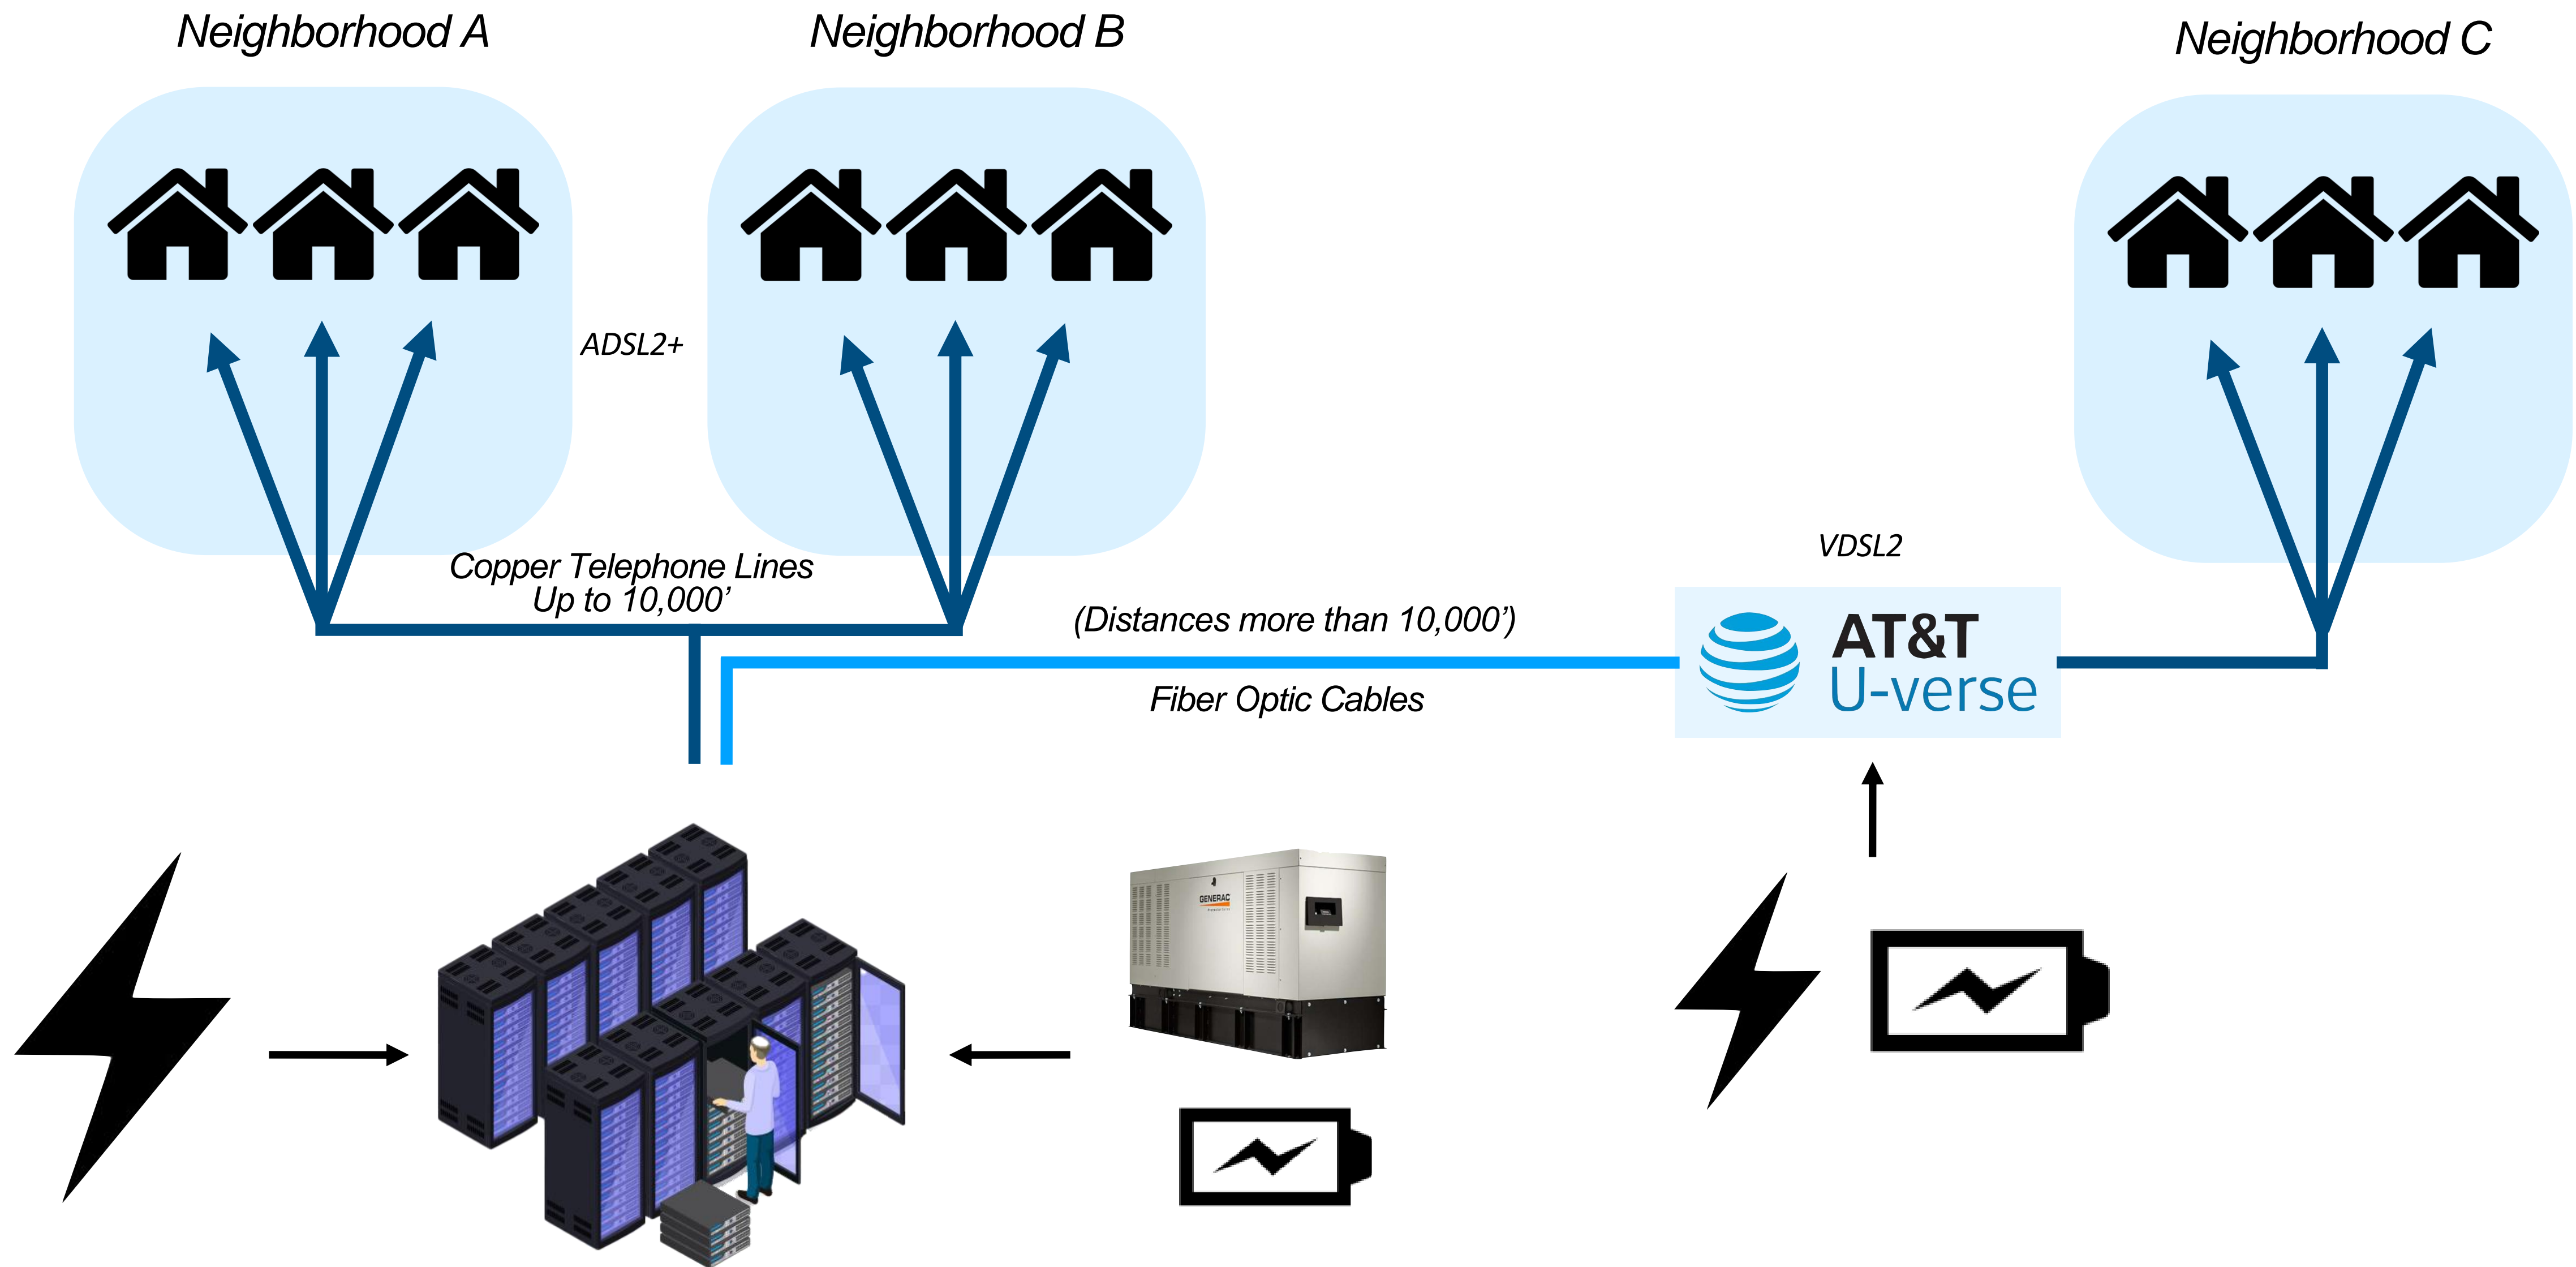 Neighborhood A
Neighborhood B
Neighborhood C
ADSL2+
Copper Telephone Lines
Up to 10,000’
(Distances more than 10,000’)
Fiber Optic Cables
VDSL2
AT&T
U-verse
GENERAC